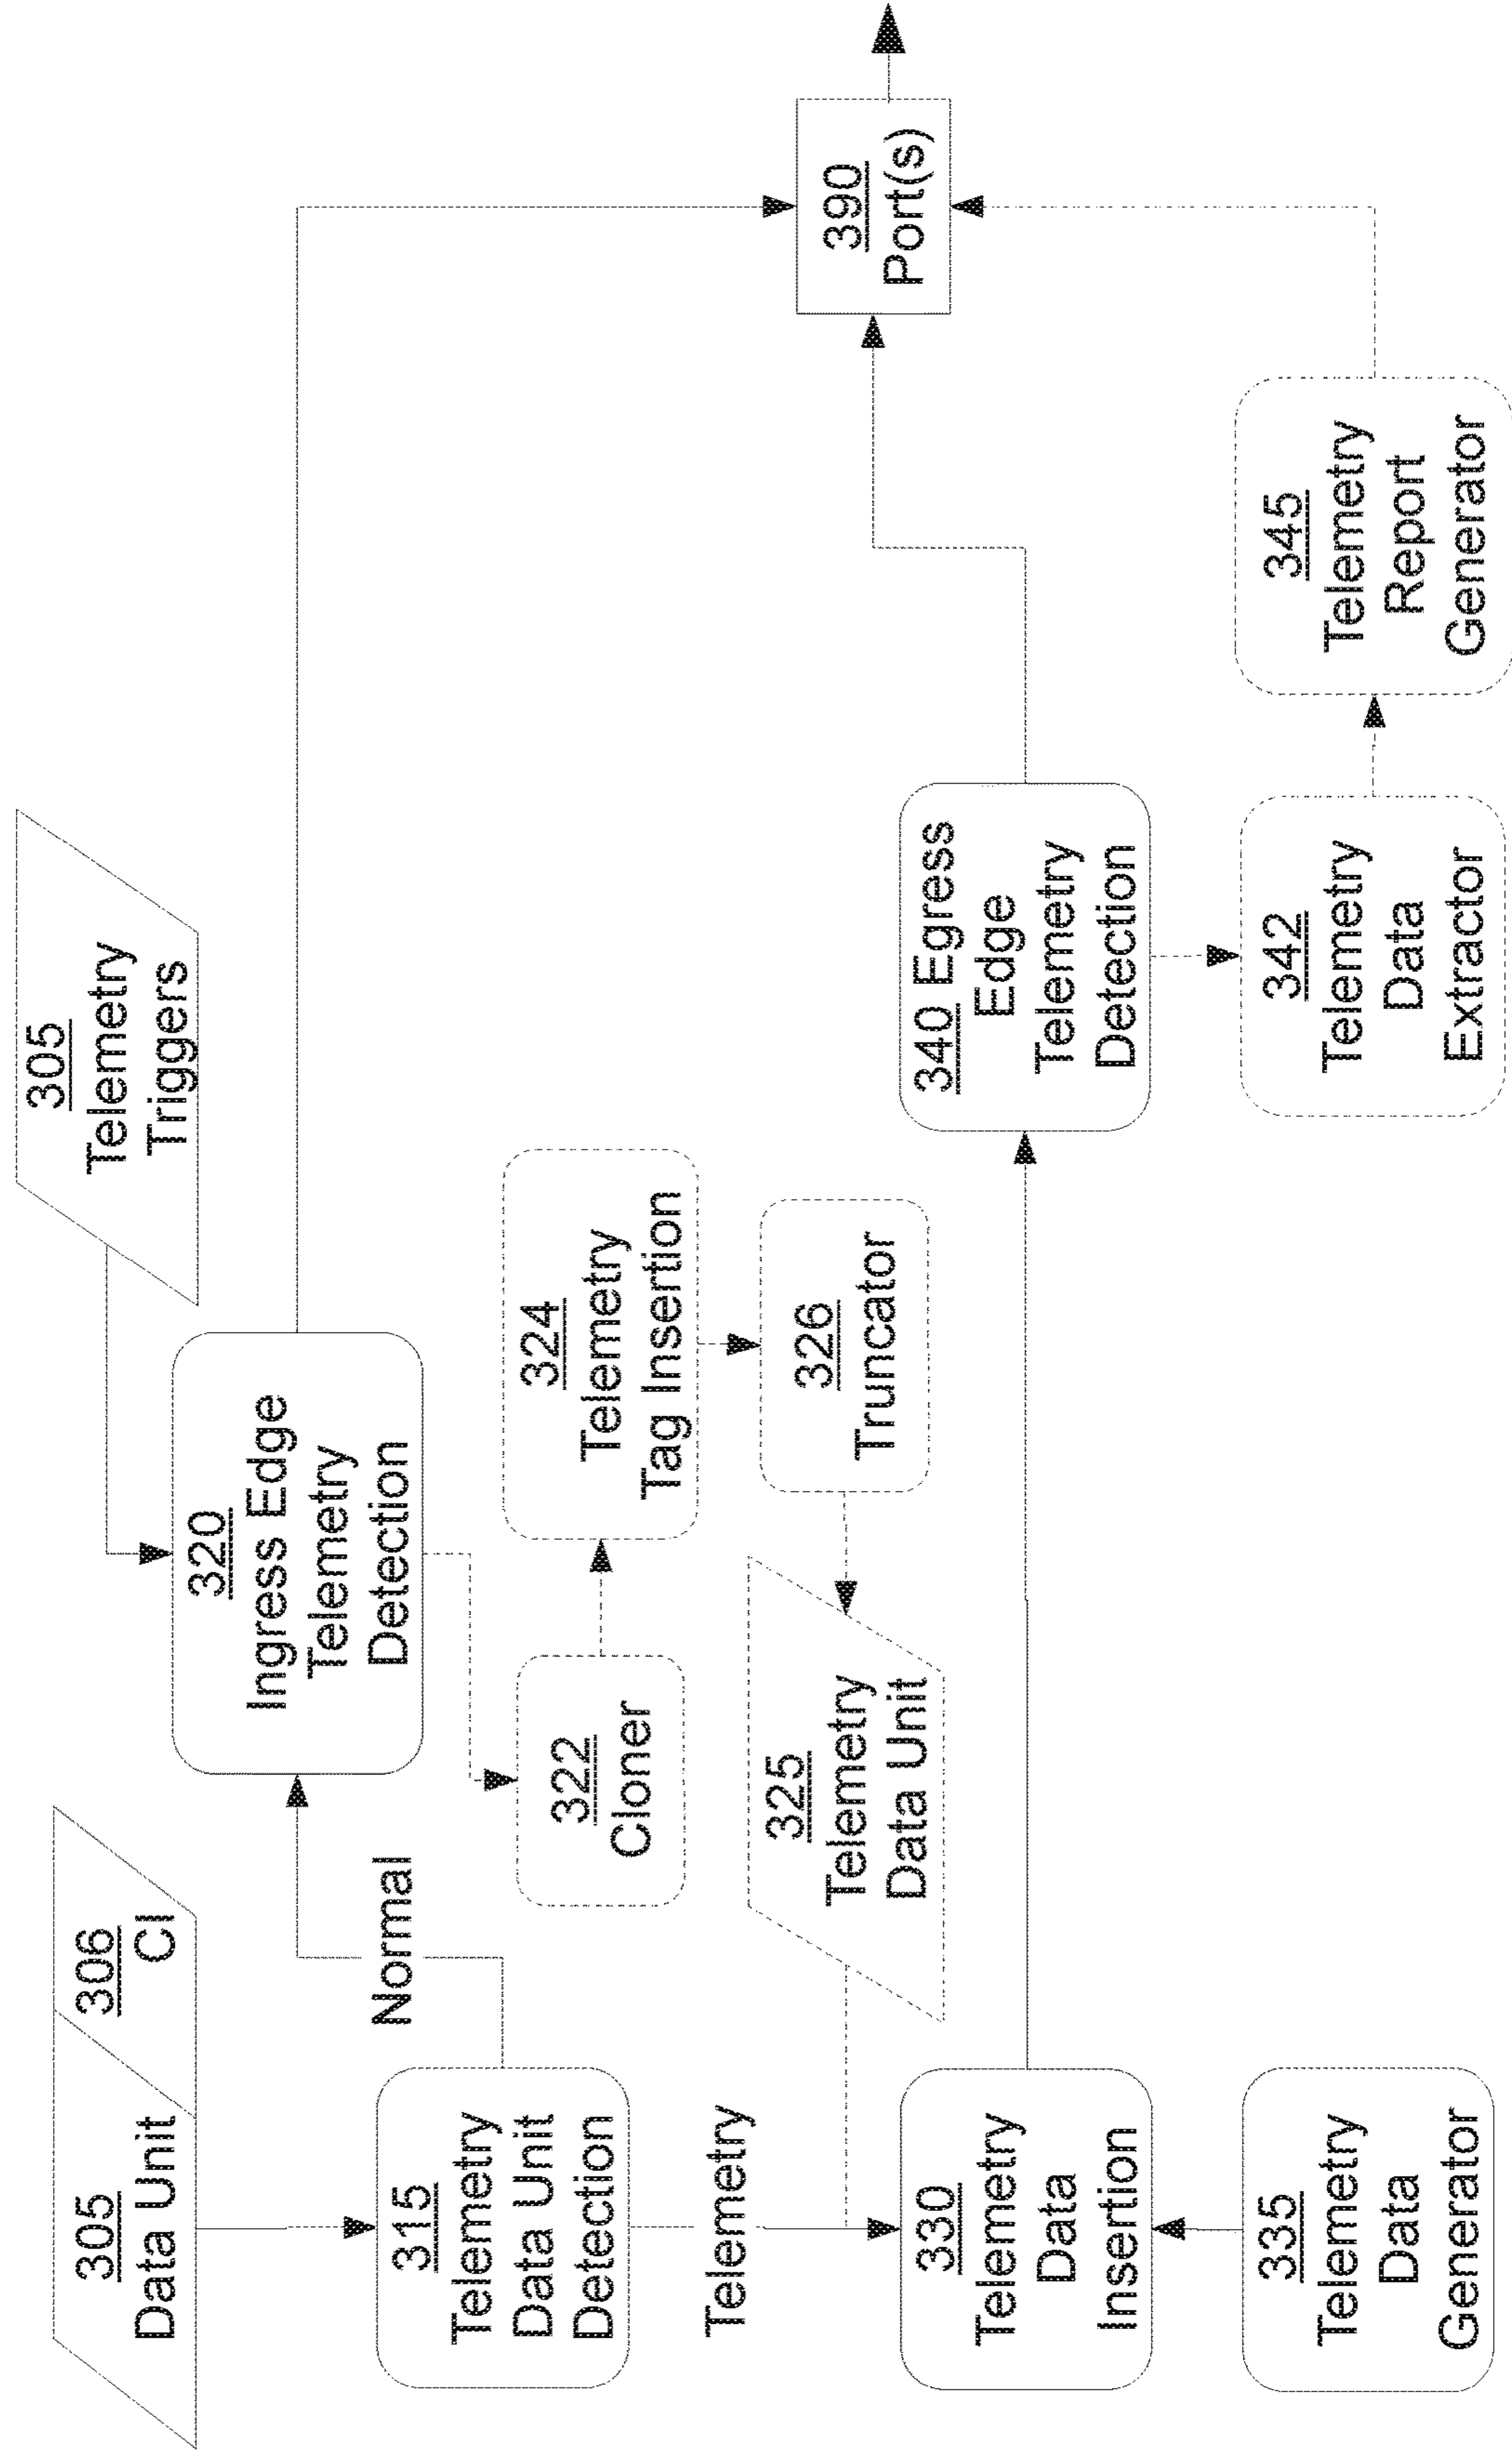 305
Data Unit
306
CI
305
Telemetry
Triggers
315
Telemetry
Data Unit
Detection
Normal
320
Ingress Edge
Telemetry
Detection
322
Cloner
324
Telemetry
Tag Insertion
326
Truncator
325
Telemetry
Data Unit
Telemetry
330
Telemetry
Data
Insertion
335
Telemetry
Data
Generator
340 Egress
Edge
Telemetry
Detection
342
Telemetry
Data
Extractor
345
Telemetry
Report
Generator
390
Port(s)